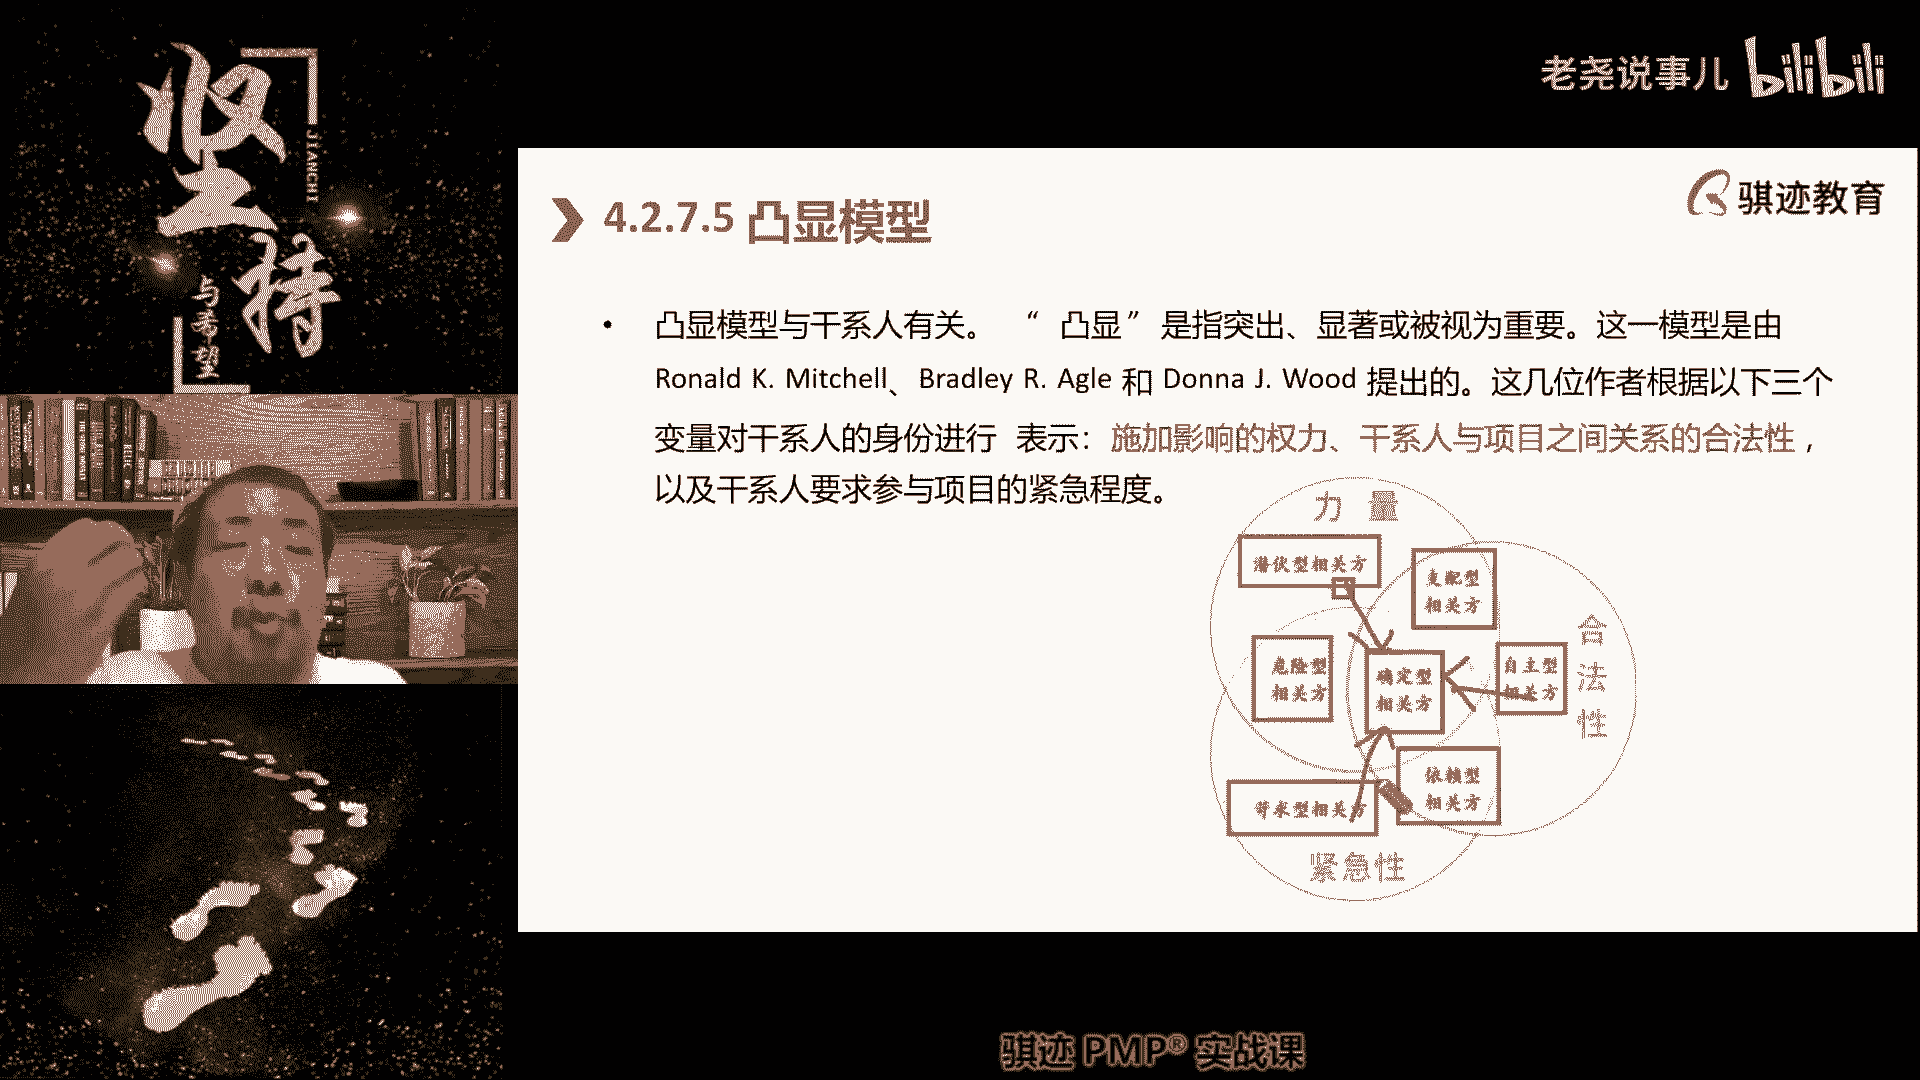 坚持
JIANCHI
与希望
老尧说事儿 bilibili
骐迹教育
4.2.7.5 凸显模型
• 凸显模型与干系人有关。 “ 凸显 ” 是指突出、显著或被视为重要。这一模型是由
Ronald K. Mitchell、Bradley R. Agle 和 Donna J. Wood 提出的。这几位作者根据以下三个
变量对干系人的身份进行 表示：施加影响的权力、干系人与项目之间关系的合法性，
以及干系人要求参与项目的紧急程度。
力 量
潜伏型相关方
支配型
相关方
合法性
危险型
相关方
确定型
相关方
自主型
相关方
依赖型
相关方
苛求型相关方
紧急性
骐迹 PMP® 实战课